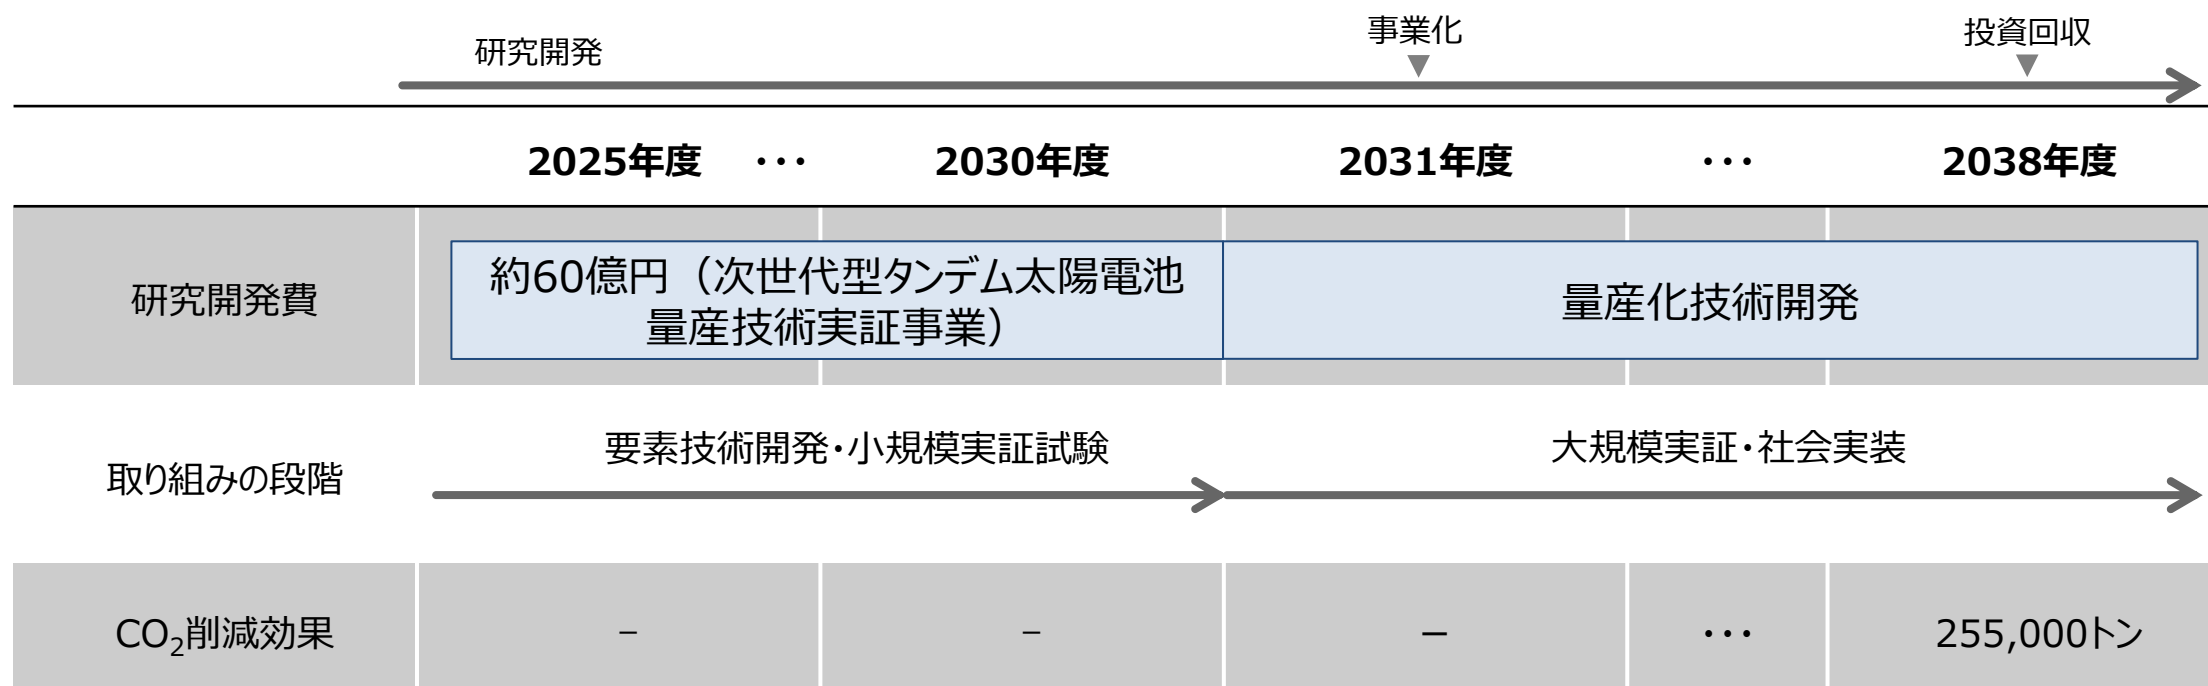 研究開発
事業化
投資回収
2025年度 ・・・ 2030年度 2031年度 ・・・ 2038年度
研究開発費
約60億円（次世代型タンデム太陽電池
量産技術実証事業）
量産化技術開発
取り組みの段階
要素技術開発・小規模実証試験
大規模実証・社会実装
CO₂削減効果 － － － ・・・ 255,000トン